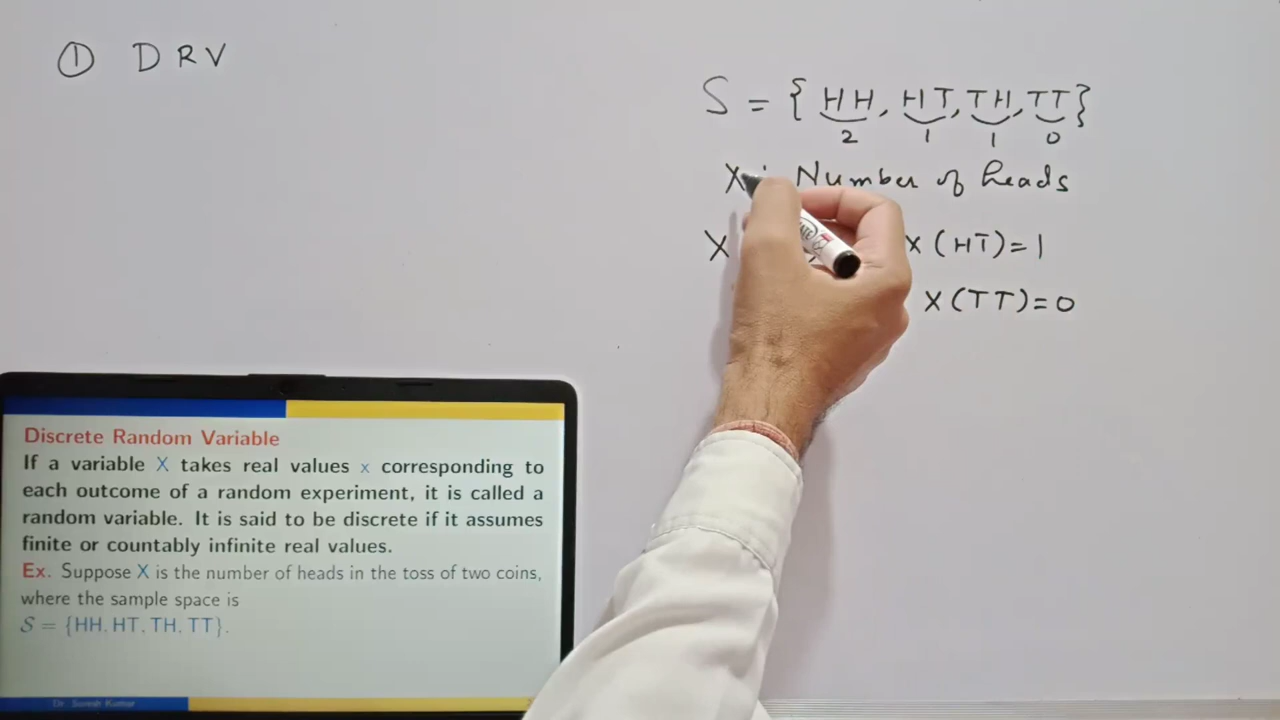 ① DRV
S = {HH, HT, TH, TT}
2 1 1 0
X : Number of heads
X X(HT)=1
X(TT)=0
Discrete Random Variable
If a variable X takes real values x corresponding to
each outcome of a random experiment, it is called a
random variable. It is said to be discrete if it assumes
finite or countably infinite real values.
Ex. Suppose X is the number of heads in the toss of two coins,
where the sample space is
S = {HH, HT, TH, TT}.
Dr. Suresh Kumar